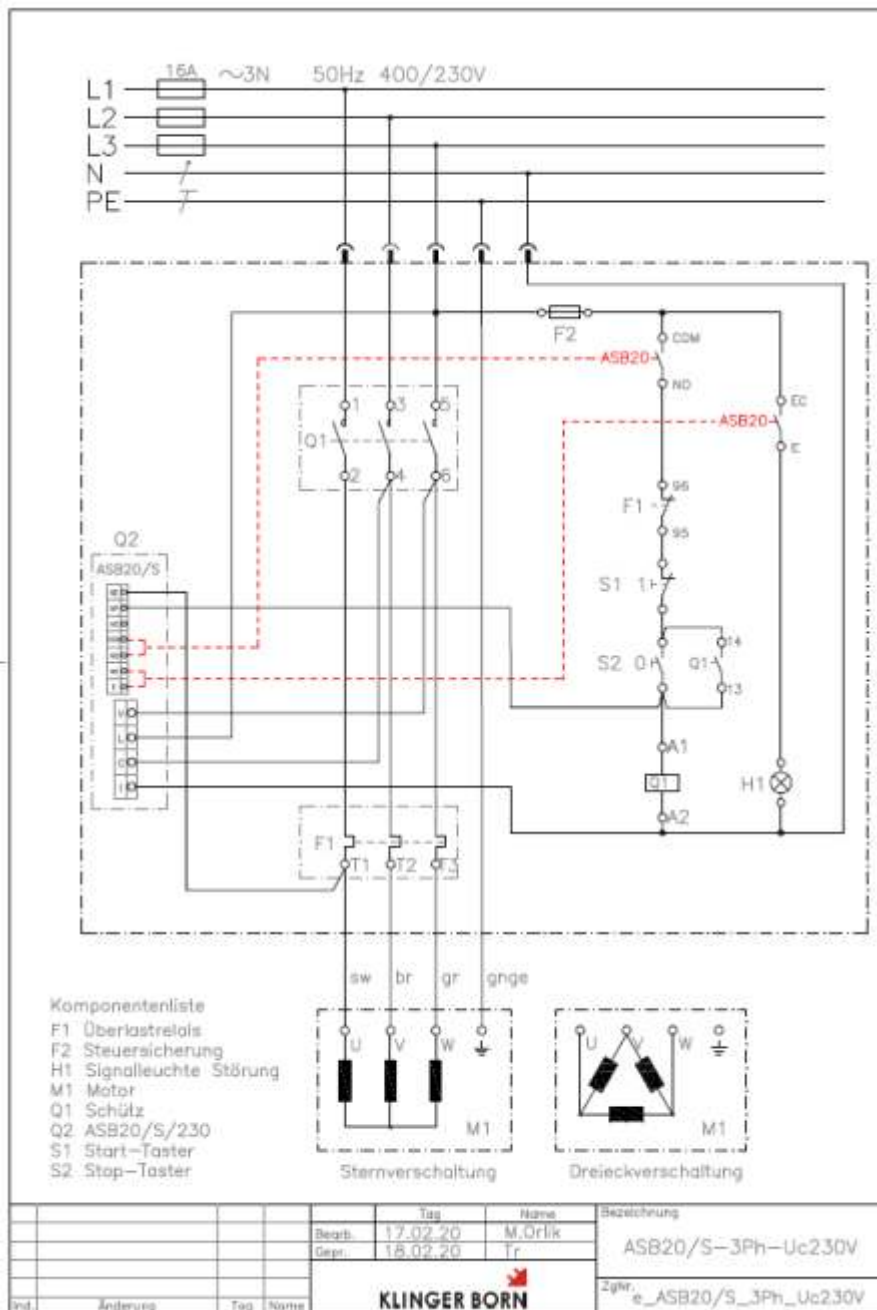 16A ~3N 50Hz 400/230V
L1
L2
L3
N
PE
F2
COM
ASB20
NO
EC
ASB20
E
1 3 5
Q1
2 4 6
96
F1
95
Q2
ASB20/S
S1 1
14
S2 0
Q1
13
V
L
C
I
A1
Q1
H1
A2
F1
T1 T2 T3
sw br gr gnge
Komponentenliste
F1 Überlastrelais
F2 Steuersicherung
H1 Signalleuchte Störung
M1 Motor
Q1 Schütz
Q2 ASB20/S/230
S1 Start-Taster
S2 Stop-Taster
U V W
M1
Sternverschaltung
U V W
M1
Dreieckverschaltung
Tag Name
Bearb. 17.02.20 M.Orlik
Gepr. 18.02.20 Tr
Bezeichnung
ASB20/S-3Ph-Uc230V
KLINGER BORN
ZgNr. e_ASB20/S_3Ph_Uc230V
Ind. Änderung Tag Name